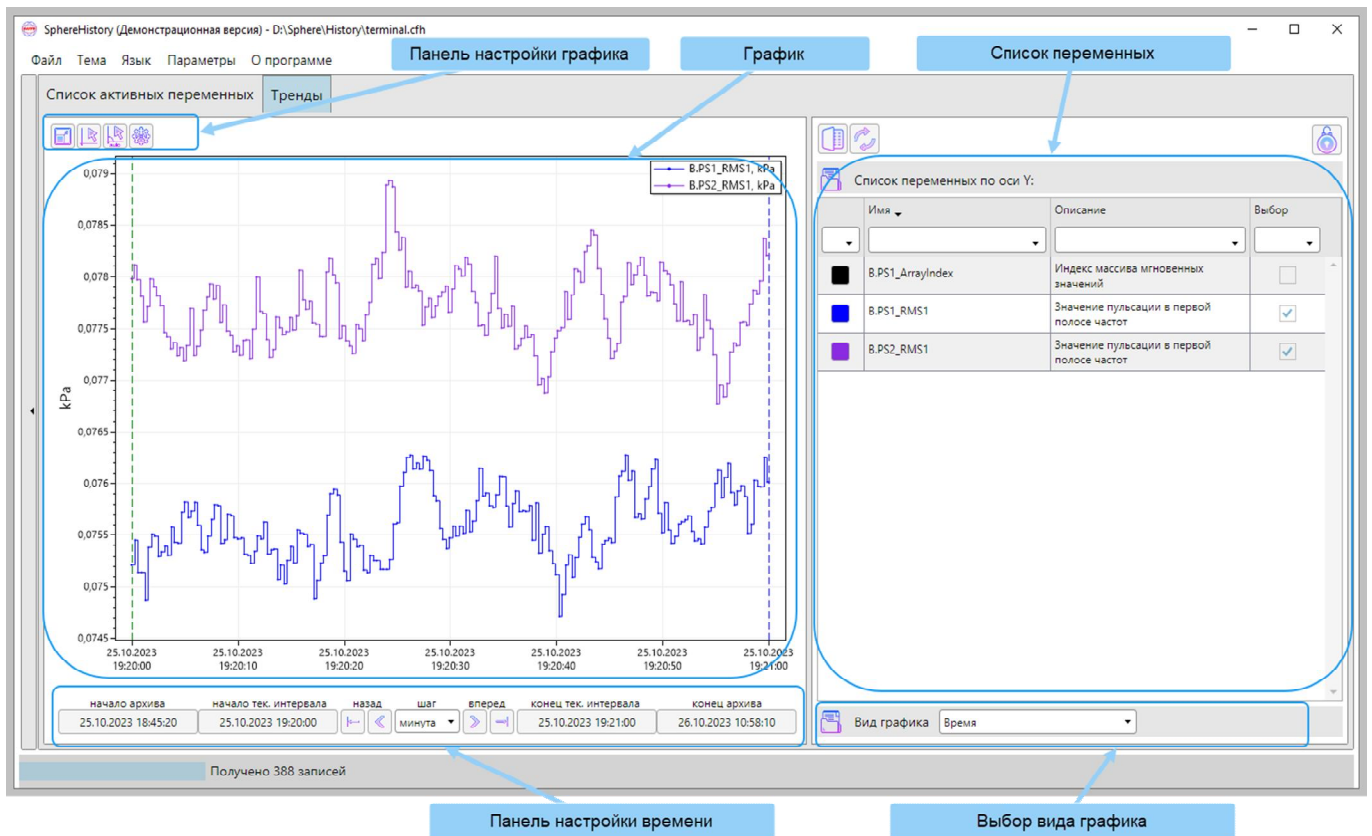 SphereHistory (Демонстрационная версия) - D:\Sphere\History\terminal.cfh
Файл Тема Язык Параметры О программе
Панель настройки графика
График
Список переменных
Список активных переменных
Тренды
B.PS1_RMS1, kPa
B.PS2_RMS1, kPa
0,079
0,0785
0,078
0,0775
0,077
0,0765
0,076
0,0755
0,075
0,0745
kPa
25.10.2023 25.10.2023 25.10.2023 25.10.2023 25.10.2023 25.10.2023 25.10.2023
19:20:00 19:20:10 19:20:20 19:20:30 19:20:40 19:20:50 19:21:00
начало архива начало тек. интервала назад шаг вперед конец тек. интервала конец архива
25.10.2023 18:45:20 25.10.2023 19:20:00 минута 25.10.2023 19:21:00 26.10.2023 10:58:10
Список переменных по оси Y:
Имя Описание Выбор
B.PS1_ArrayIndex
Индекс массива мгновенных
значений
B.PS1_RMS1
Значение пульсации в первой
полосе частот
B.PS2_RMS1
Значение пульсации в первой
полосе частот
Вид графика Время
Получено 388 записей
Панель настройки времени
Выбор вида графика